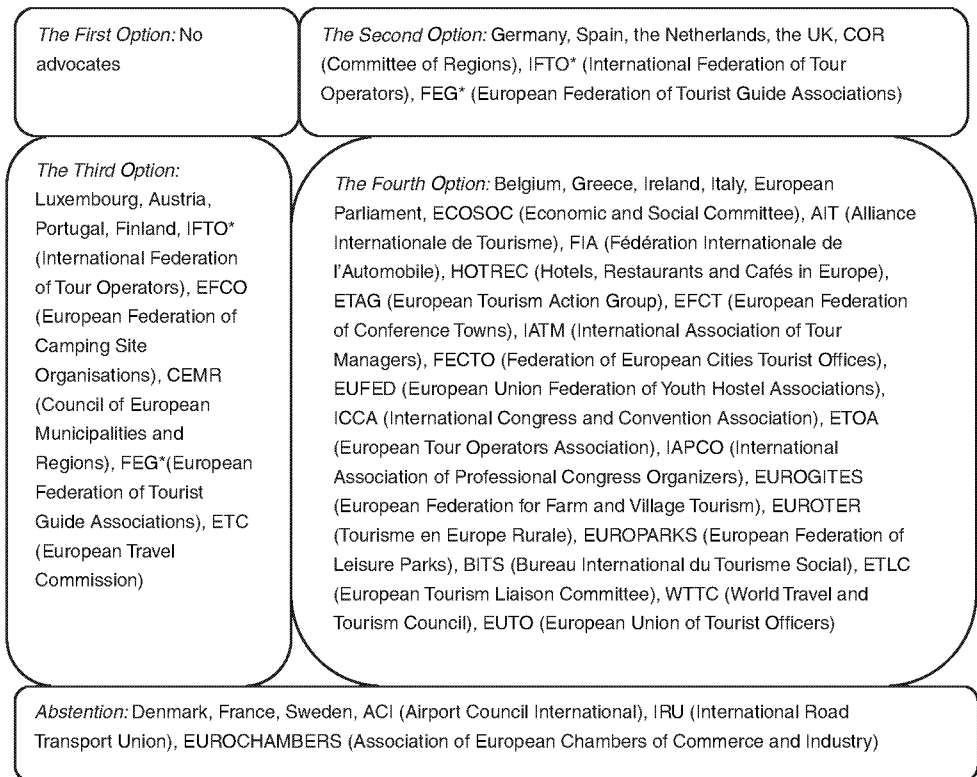 The First Option: No
advocates
The Second Option: Germany, Spain, the Netherlands, the UK, COR
(Committee of Regions), IFTO* (International Federation of Tour
Operators), FEG* (European Federation of Tourist Guide Associations)
The Third Option:
Luxembourg, Austria,
Portugal, Finland, IFTO*
(International Federation
of Tour Operators), EFCO
(European Federation of
Camping Site
Organisations), CEMR
(Council of European
Municipalities and
Regions), FEG*(European
Federation of Tourist
Guide Associations), ETC
(European Travel
Commission)
The Fourth Option: Belgium, Greece, Ireland, Italy, European
Parliament, ECOSOC (Economic and Social Committee), AIT (Alliance
Internationale de Tourisme), FIA (Fédération Internationale de
l'Automobile), HOTREC (Hotels, Restaurants and Cafés in Europe),
ETAG (European Tourism Action Group), EFCT (European Federation
of Conference Towns), IATM (International Association of Tour
Managers), FECTO (Federation of European Cities Tourist Offices),
EUFED (European Union Federation of Youth Hostel Associations),
ICCA (International Congress and Convention Association), ETOA
(European Tour Operators Association), IAPCO (International
Association of Professional Congress Organizers), EUROGITES
(European Federation for Farm and Village Tourism), EUROTER
(Tourisme en Europe Rurale), EUROPARKS (European Federation of
Leisure Parks), BITS (Bureau International du Tourisme Social), ETLC
(European Tourism Liaison Committee), WTTC (World Travel and
Tourism Council), EUTO (European Union of Tourist Officers)
Abstention: Denmark, France, Sweden, ACI (Airport Council International), IRU (International Road
Transport Union), EUROCHAMBERS (Association of European Chambers of Commerce and Industry)